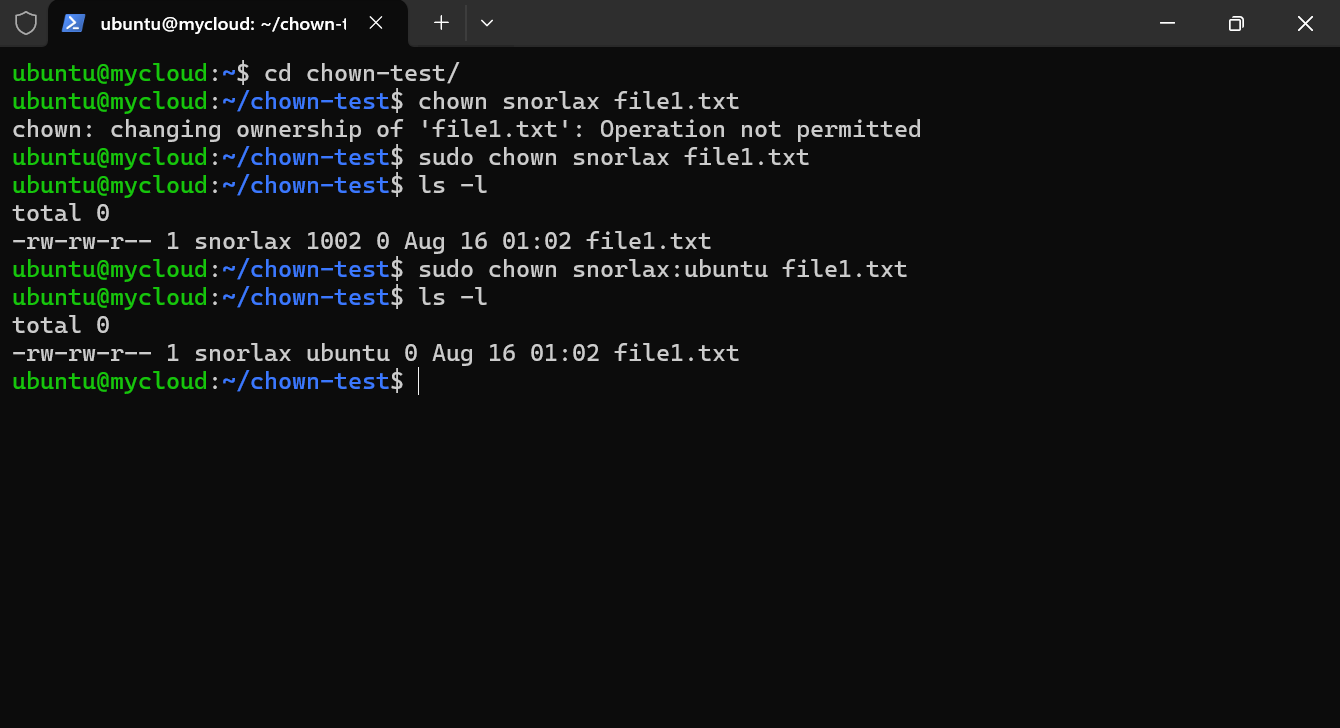 ubuntu@mycloud: ~/chown-t
ubuntu@mycloud:~$ cd chown-test/
ubuntu@mycloud:~/chown-test$ chown snorlax file1.txt
chown: changing ownership of 'file1.txt': Operation not permitted
ubuntu@mycloud:~/chown-test$ sudo chown snorlax file1.txt
ubuntu@mycloud:~/chown-test$ ls -l
total 0
-rw-rw-r-- 1 snorlax 1002 0 Aug 16 01:02 file1.txt
ubuntu@mycloud:~/chown-test$ sudo chown snorlax:ubuntu file1.txt
ubuntu@mycloud:~/chown-test$ ls -l
total 0
-rw-rw-r-- 1 snorlax ubuntu 0 Aug 16 01:02 file1.txt
ubuntu@mycloud:~/chown-test$